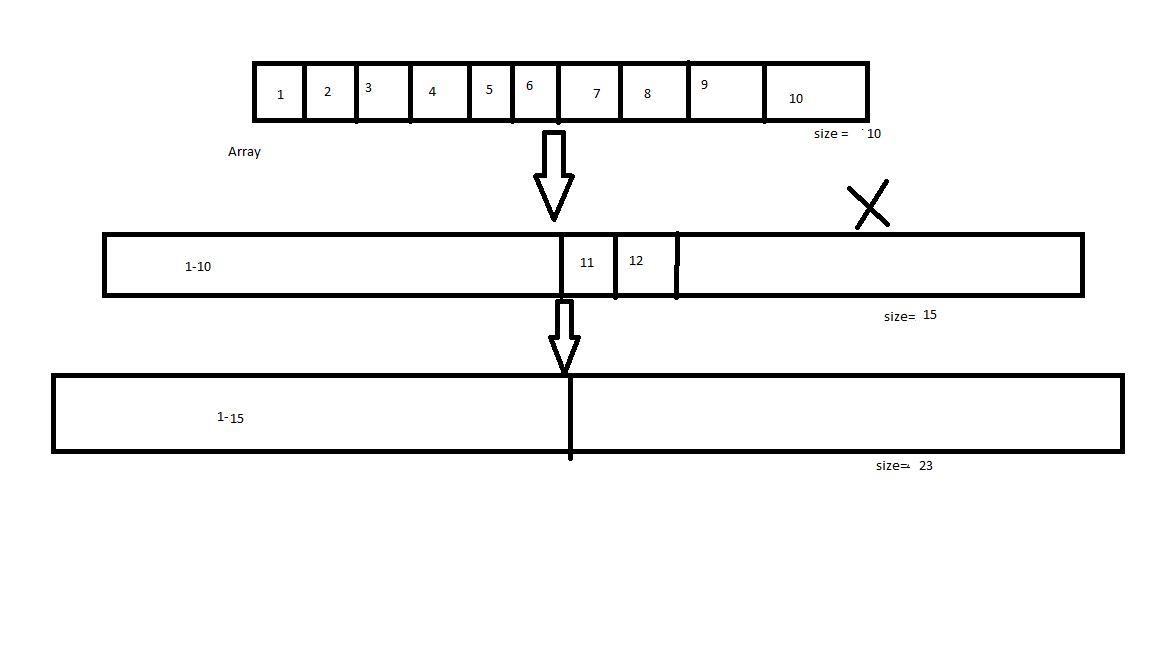 1 2 3 4 5 6 7 8 9 10
size = 10
Array
1-10 11 12
size= 15
1-15
size= 23